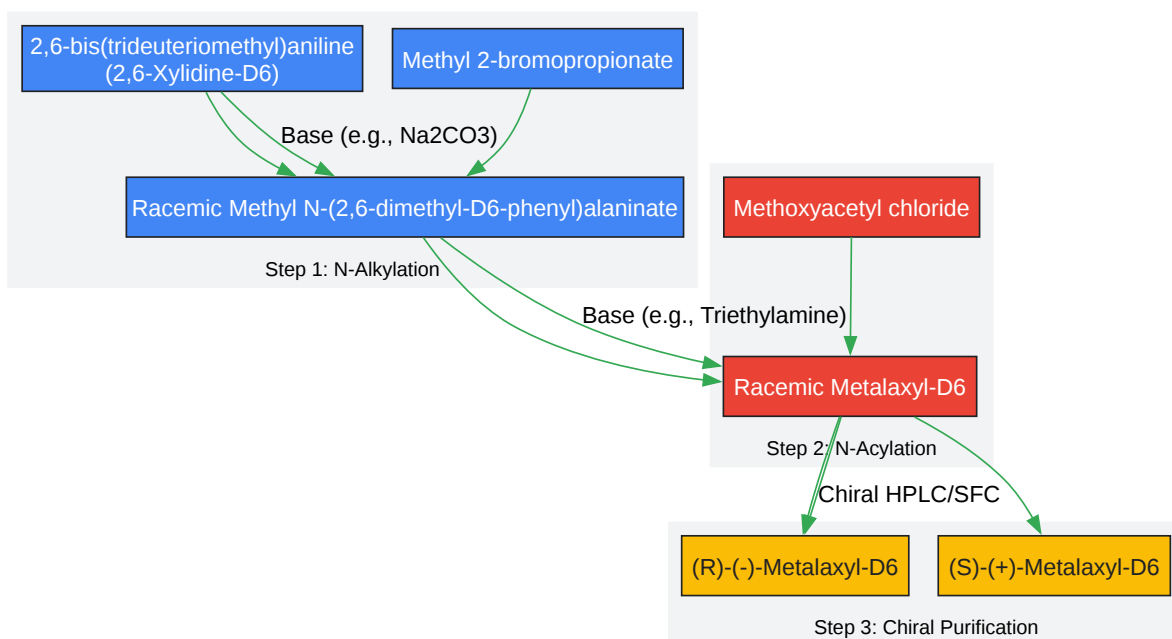 2,6-bis(trideuteriomethyl)aniline
(2,6-Xylidine-D6)
Methyl 2-bromopropionate
Base (e.g., Na2CO3)
Racemic Methyl N-(2,6-dimethyl-D6-phenyl)alaninate
Step 1: N-Alkylation
Methoxyacetyl chloride
Base (e.g., Triethylamine)
Racemic Metalaxyl-D6
Step 2: N-Acylation
Chiral HPLC/SFC
(R)-(-)-Metalaxyl-D6
(S)-(+)-Metalaxyl-D6
Step 3: Chiral Purification